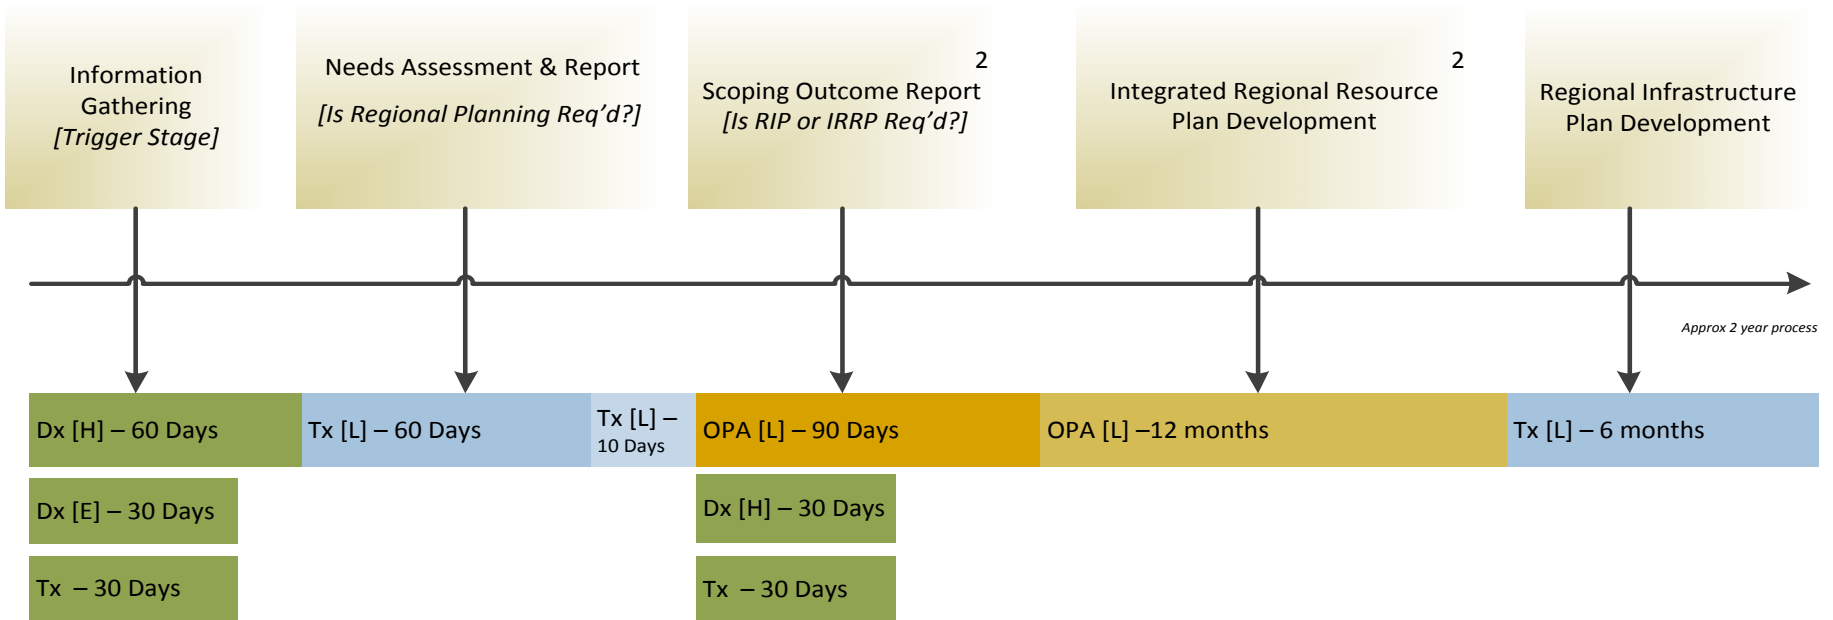 Information
Gathering
[Trigger Stage]
Needs Assessment & Report
[Is Regional Planning Req’d?]
2
Scoping Outcome Report
[Is RIP or IRRP Req’d?]
2
Integrated Regional Resource
Plan Development
Regional Infrastructure
Plan Development
Approx 2 year process
Dx [H] – 60 Days
Tx [L] – 60 Days
Tx [L] –
10 Days
OPA [L] – 90 Days
OPA [L] –12 months
Tx [L] – 6 months
Dx [E] – 30 Days
Dx [H] – 30 Days
Tx – 30 Days
Tx – 30 Days